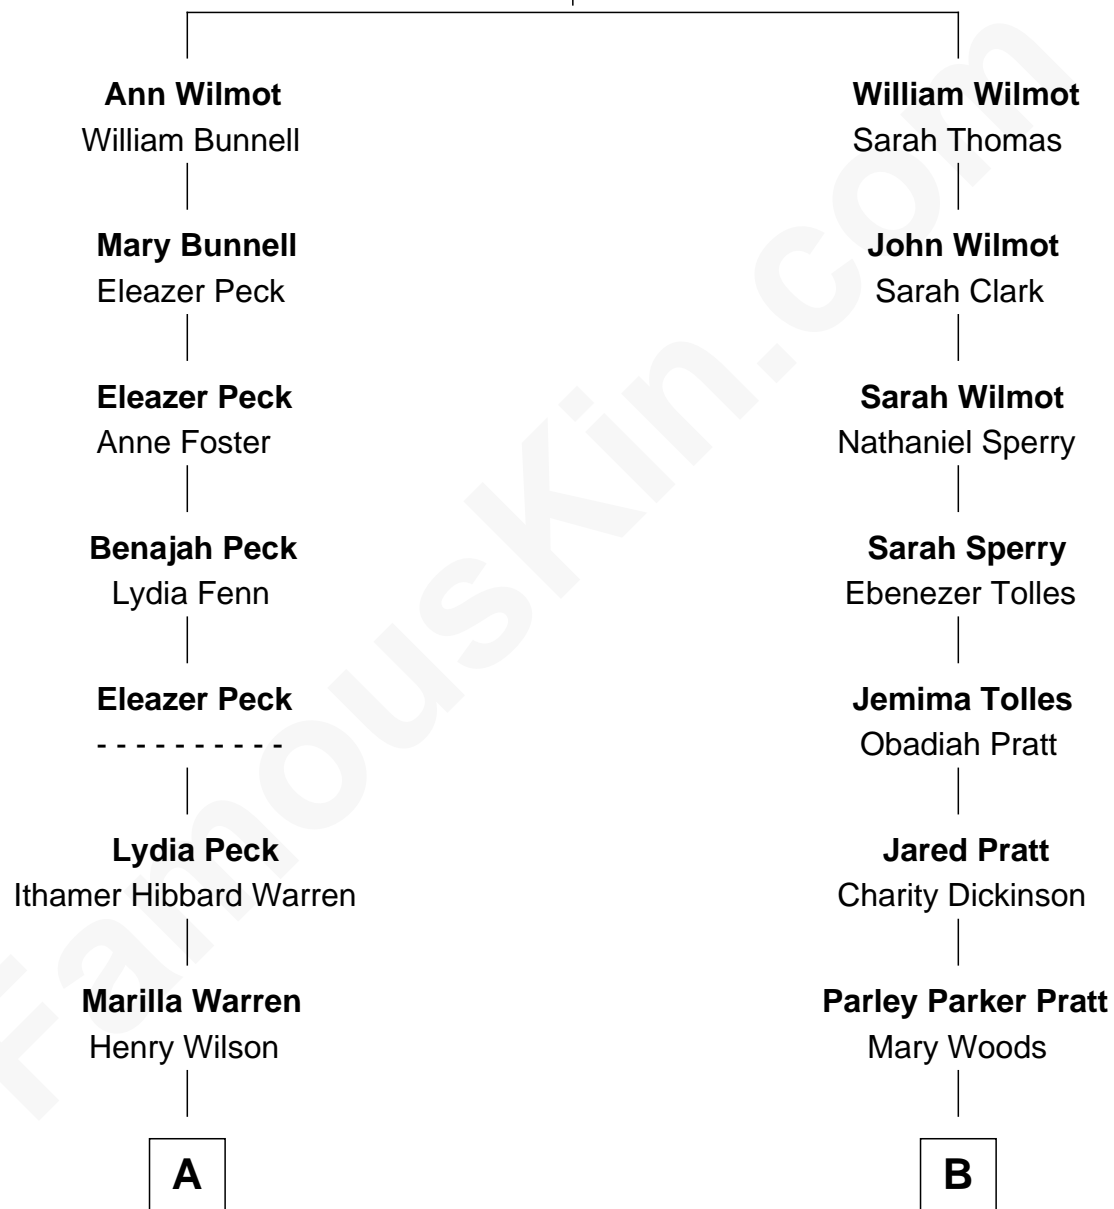 Ann Wilmot
William Bunnell
Mary Bunnell
Eleazer Peck
Eleazer Peck
Anne Foster
Benajah Peck
Lydia Fenn
Eleazer Peck
- - - - - - - - - -
Lydia Peck
Ithamer Hibbard Warren
Marilla Warren
Henry Wilson
A
William Wilmot
Sarah Thomas
John Wilmot
Sarah Clark
Sarah Wilmot
Nathaniel Sperry
Sarah Sperry
Ebenezer Tolles
Jemima Tolles
Obadiah Pratt
Jared Pratt
Charity Dickinson
Parley Parker Pratt
Mary Woods
B
FamousKin.com